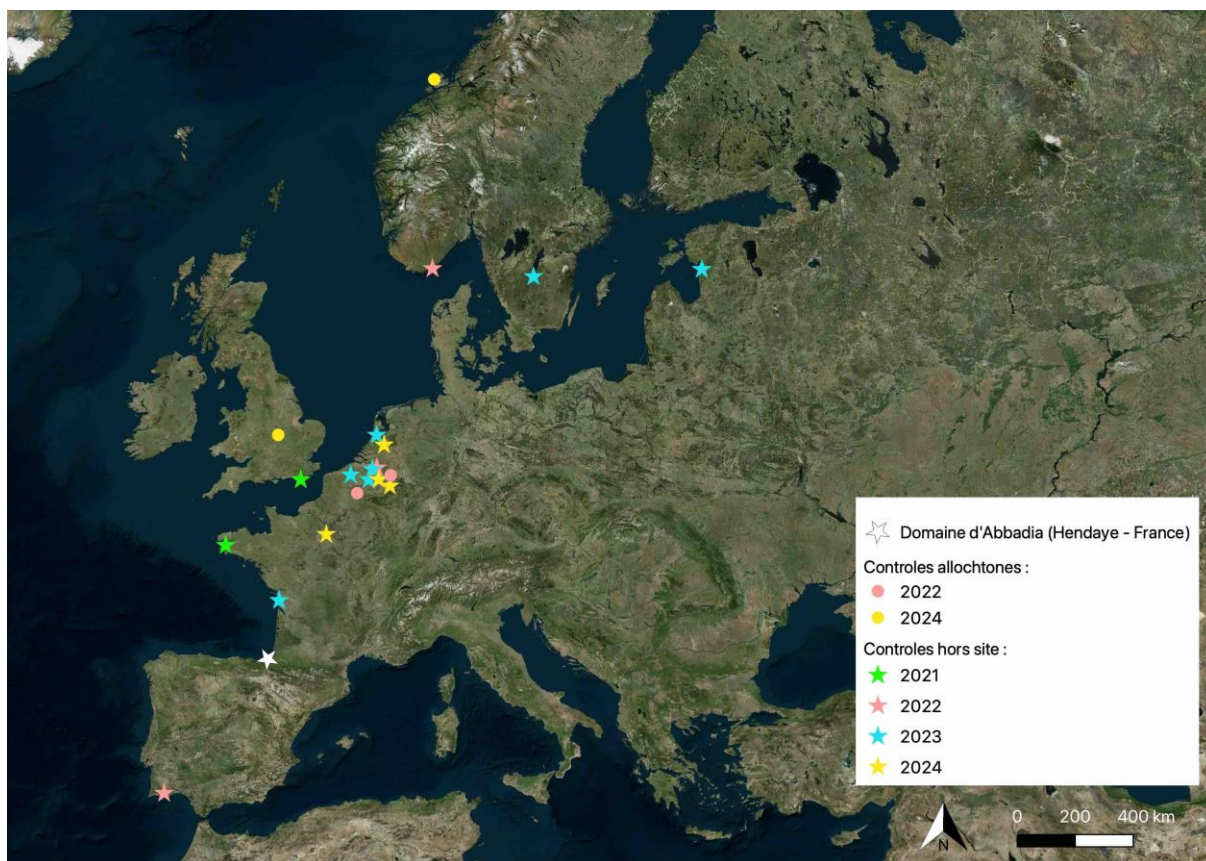 Domaine d'Abbadia (Hendaye - France)
Controles allochtones :
2022
2024
Controles hors site :
2021
2022
2023
2024
0 200 400 km
N